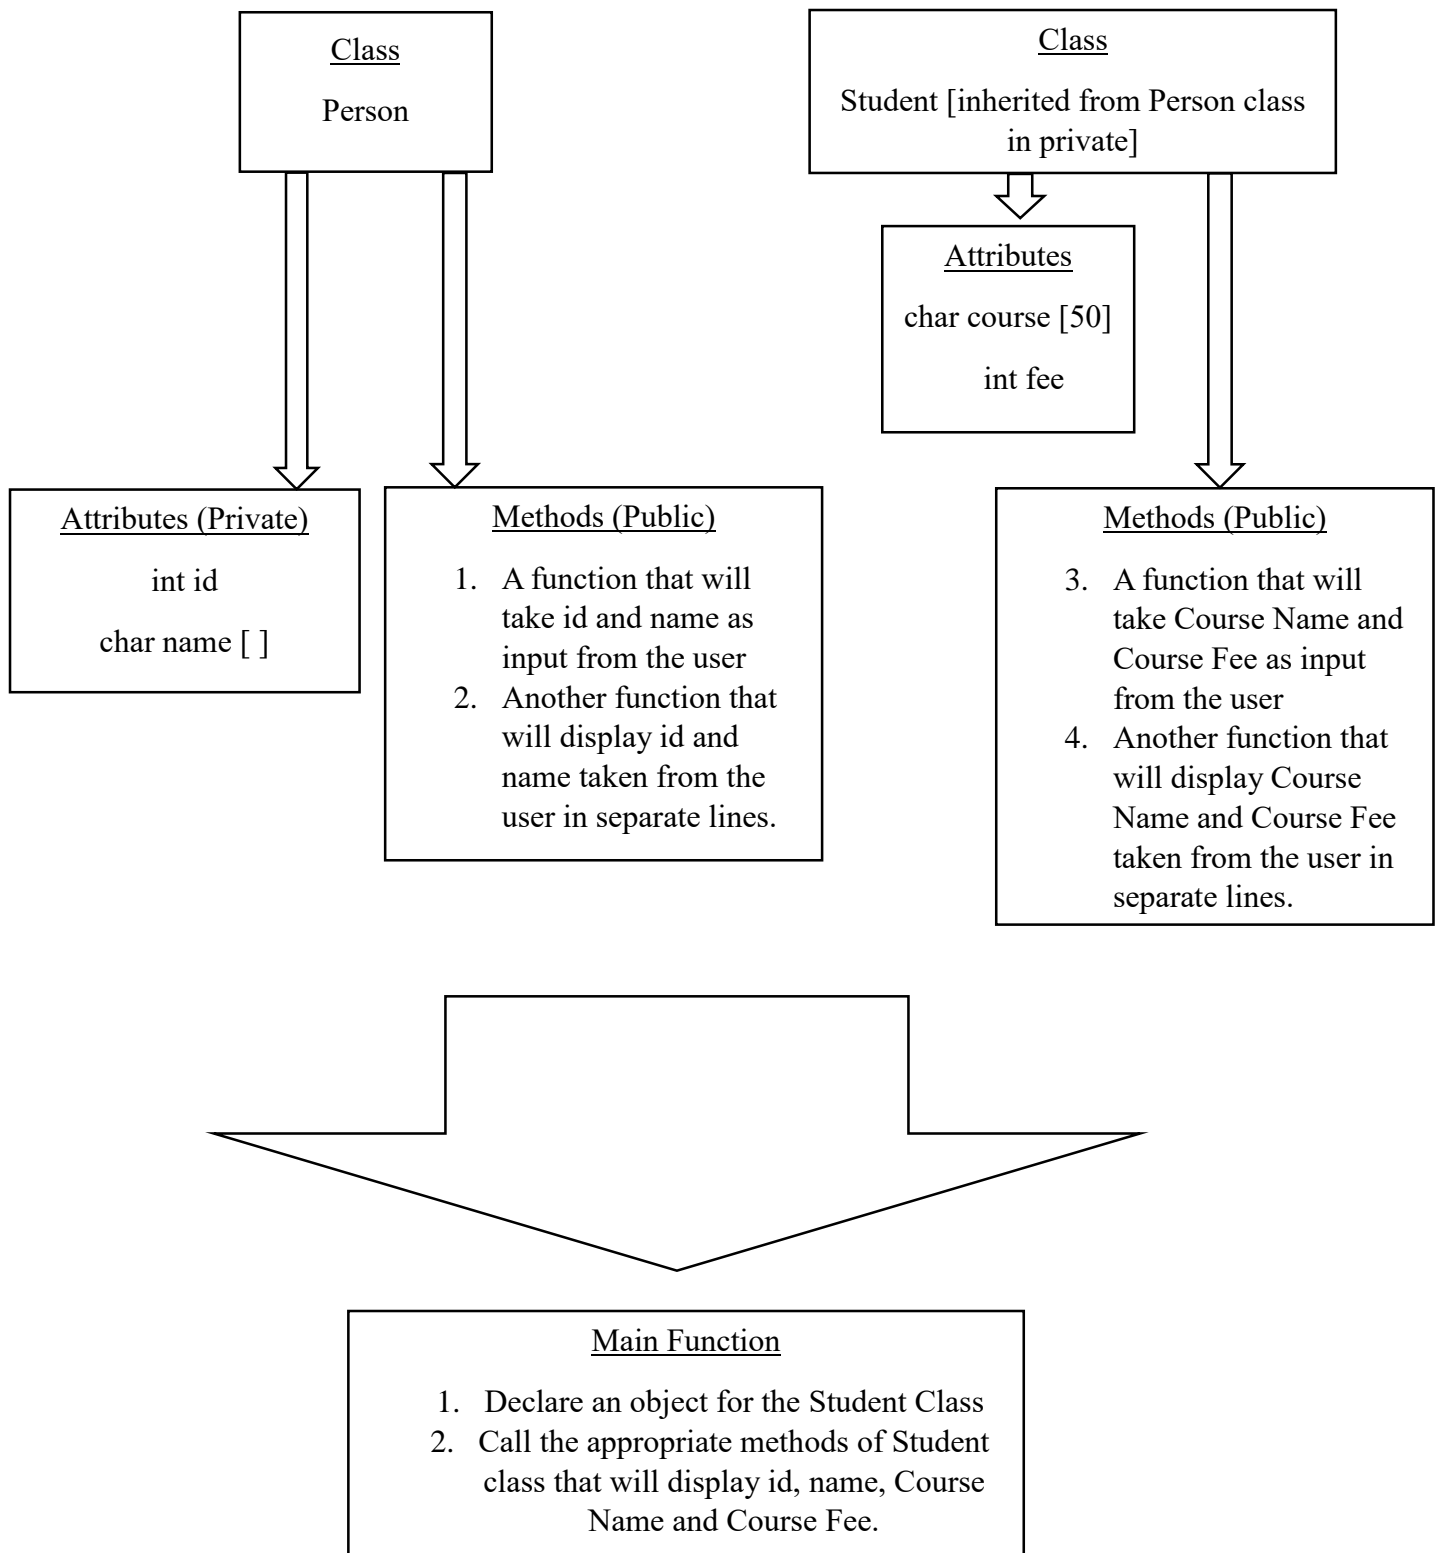 Class
Person
Class
Student [inherited from Person class
in private]
Attributes
char course [50]
int fee
Attributes (Private)
int id
char name [ ]
Methods (Public)
1. A function that will
take id and name as
input from the user
2. Another function that
will display id and
name taken from the
user in separate lines.
Methods (Public)
3. A function that will
take Course Name and
Course Fee as input
from the user
4. Another function that
will display Course
Name and Course Fee
taken from the user in
separate lines.
Main Function
1. Declare an object for the Student Class
2. Call the appropriate methods of Student
class that will display id, name, Course
Name and Course Fee.